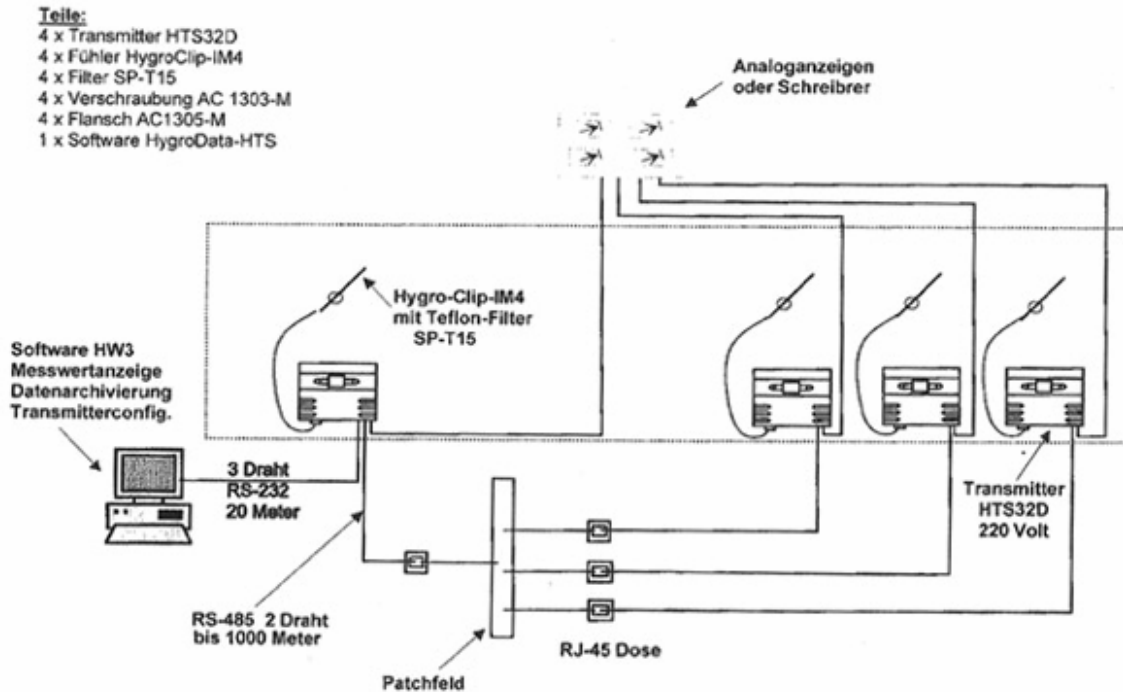 Teile:
4 x Transmitter HTS32D
4 x Fühler HygroClip-IM4
4 x Filter SP-T15
4 x Verschraubung AC 1303-M
4 x Flansch AC1305-M
1 x Software HygroData-HTS
Analoganzeigen
oder Schreibrer
Hygro-Clip-IM4
mit Teflon-Filter
SP-T15
Software HW3
Messwertanzeige
Datenarchivierung
Transmitterconfig.
3 Draht
RS-232
20 Meter
Transmitter
HTS32D
220 Volt
RS-485 2 Draht
bis 1000 Meter
RJ-45 Dose
Patchfeld